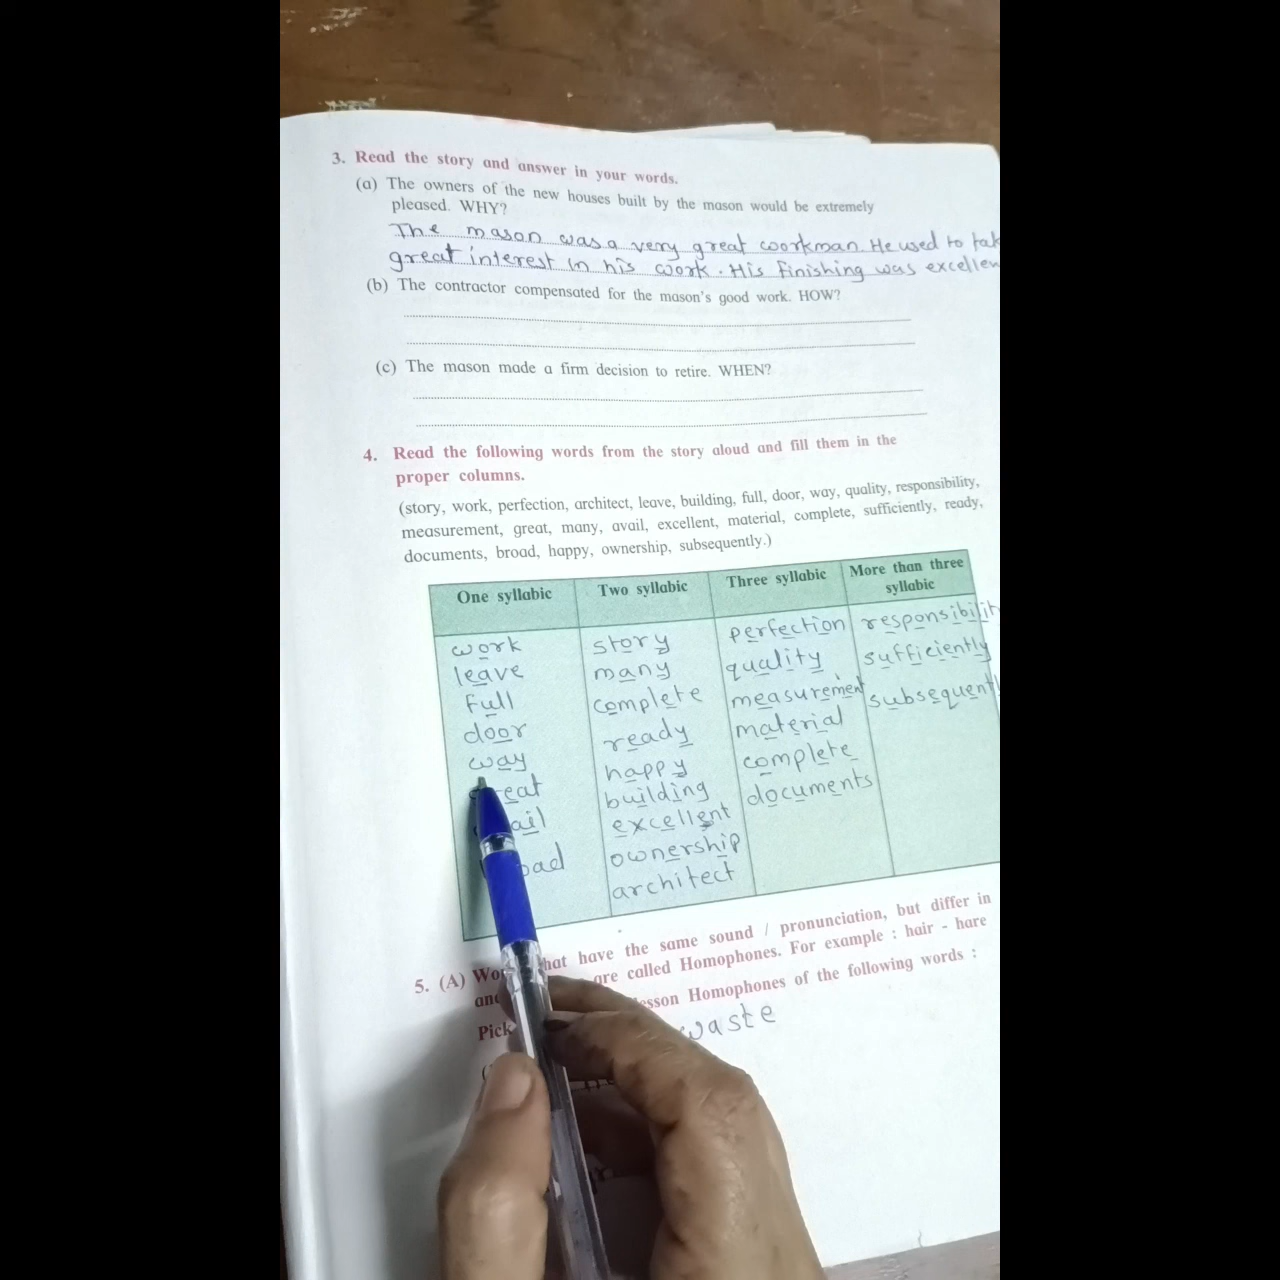 3. Read the story and answer in your words.
(a) The owners of the new houses built by the mason would be extremely
pleased. WHY?
The mason was a very great workman. He used to tak
great interest in his work. His finishing was excellen
(b) The contractor compensated for the mason's good work. HOW?
(c) The mason made a firm decision to retire. WHEN?
4. Read the following words from the story aloud and fill them in the
proper columns.
(story, work, perfection, architect, leave, building, full, door, way, quality, responsibility,
measurement, great, many, avail, excellent, material, complete, sufficiently, ready,
documents, broad, happy, ownership, subsequently.)
One syllabic Two syllabic Three syllabic More than three
syllabic
work story perfection responsibilit
leave many quality sufficiently
full complete measurement subsequentl
door ready material
way happy complete
eat building documents
ail excellent
oad ownership
architect
5. (A) Wo hat have the same sound / pronunciation, but differ in
and are called Homophones. For example : hair - hare
Pick esson Homophones of the following words :
waste